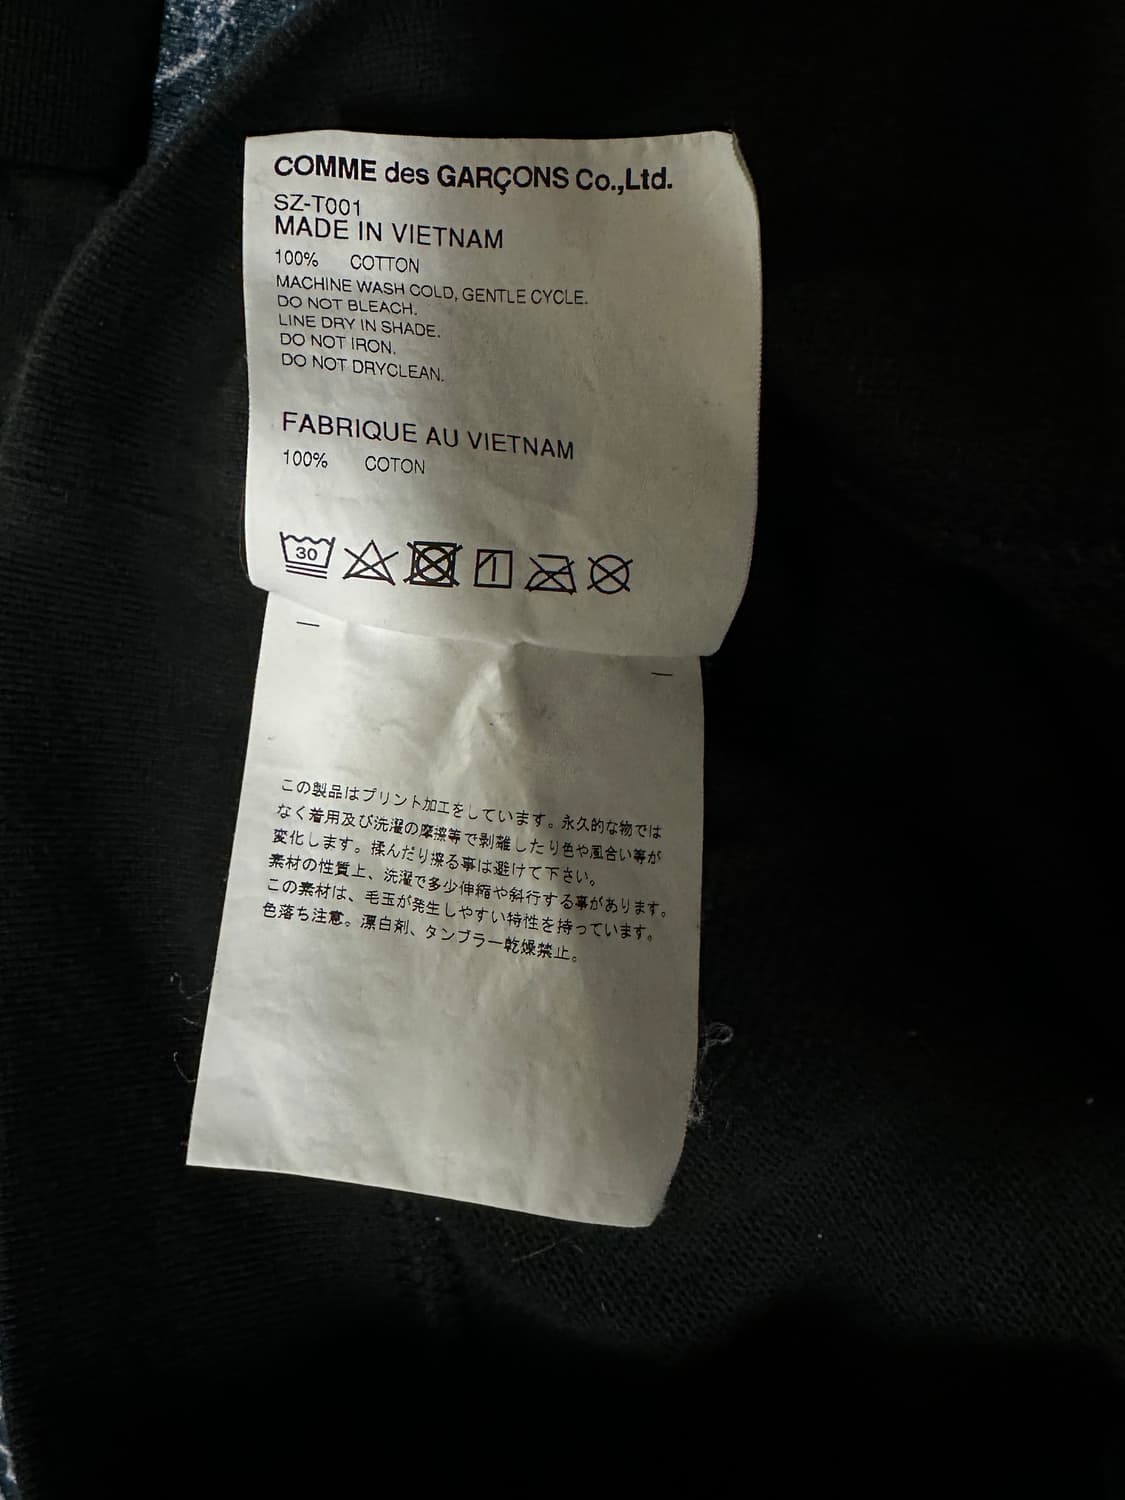 COMME des GARÇONS Co.,Ltd.
SZ-T001
MADE IN VIETNAM
100% COTTON
MACHINE WASH COLD, GENTLE CYCLE.
DO NOT BLEACH.
LINE DRY IN SHADE.
DO NOT IRON.
DO NOT DRYCLEAN.
FABRIQUE AU VIETNAM
100% COTON
30
この製品はプリント加工をしています。永久的な物では
なく着用及び洗濯の摩擦等で剥離したり色や風合い等が
変化します。揉んだり擦る事は避けて下さい。
素材の性質上、洗濯で多少伸縮や斜行する事があります。
この素材は、毛玉が発生しやすい特性を持っています。
色落ち注意。漂白剤、タンブラー乾燥禁止。